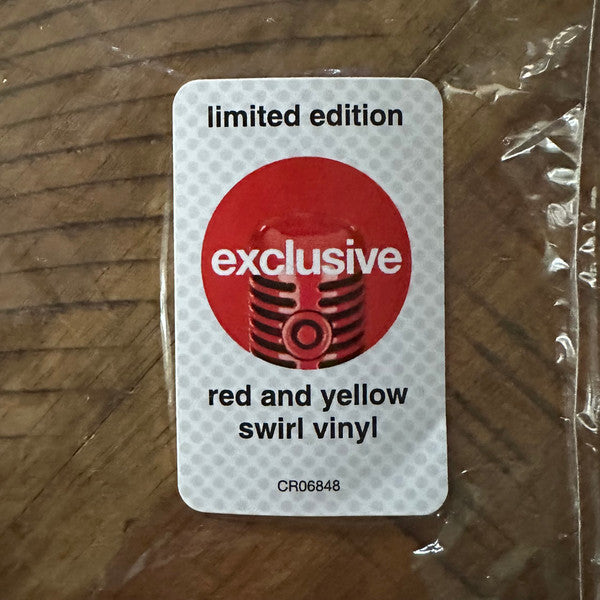 limited edition
exclusive
red and yellow
swirl vinyl
CR06848